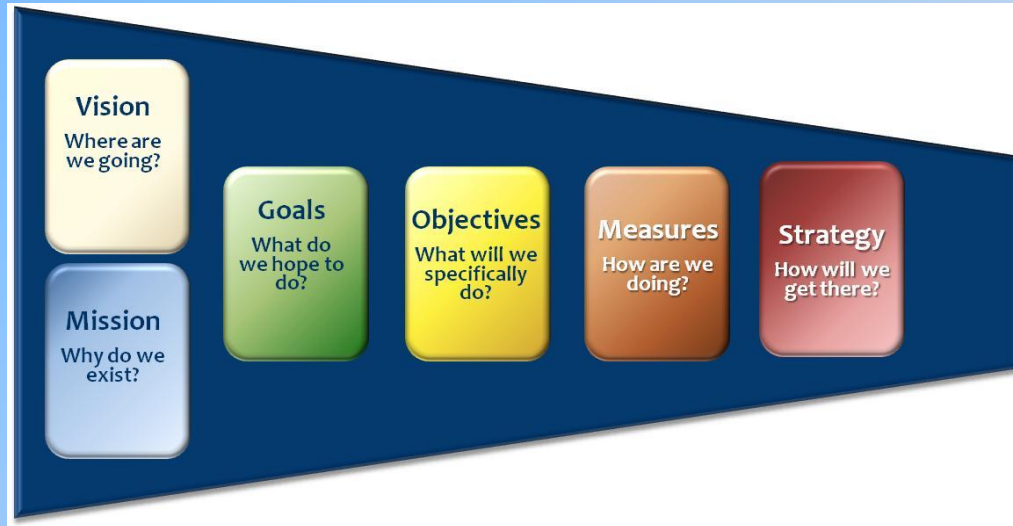 Vision
Where are
we going?
Mission
Why do we
exist?
Goals
What do
we hope to
do?
Objectives
What will we
specifically
do?
Measures
How are we
doing?
Strategy
How will we
get there?